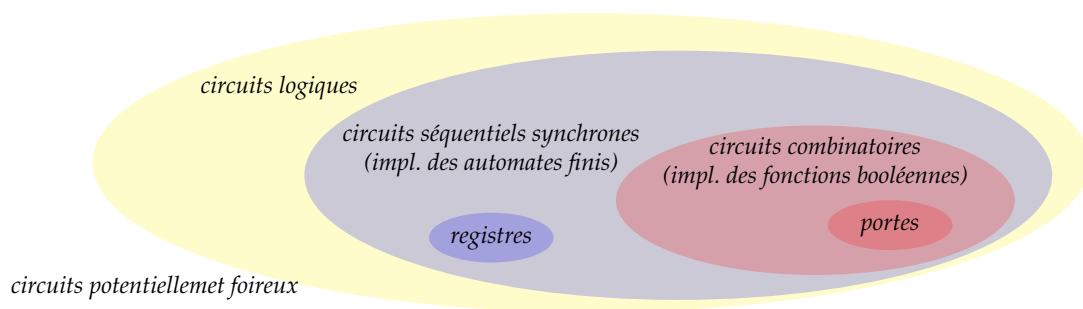 circuits logiques
circuits séquentiels synchrones
(impl. des automates finis)
circuits combinatoires
(impl. des fonctions booléennes)
portes
registres
circuits potentiellemet foireux